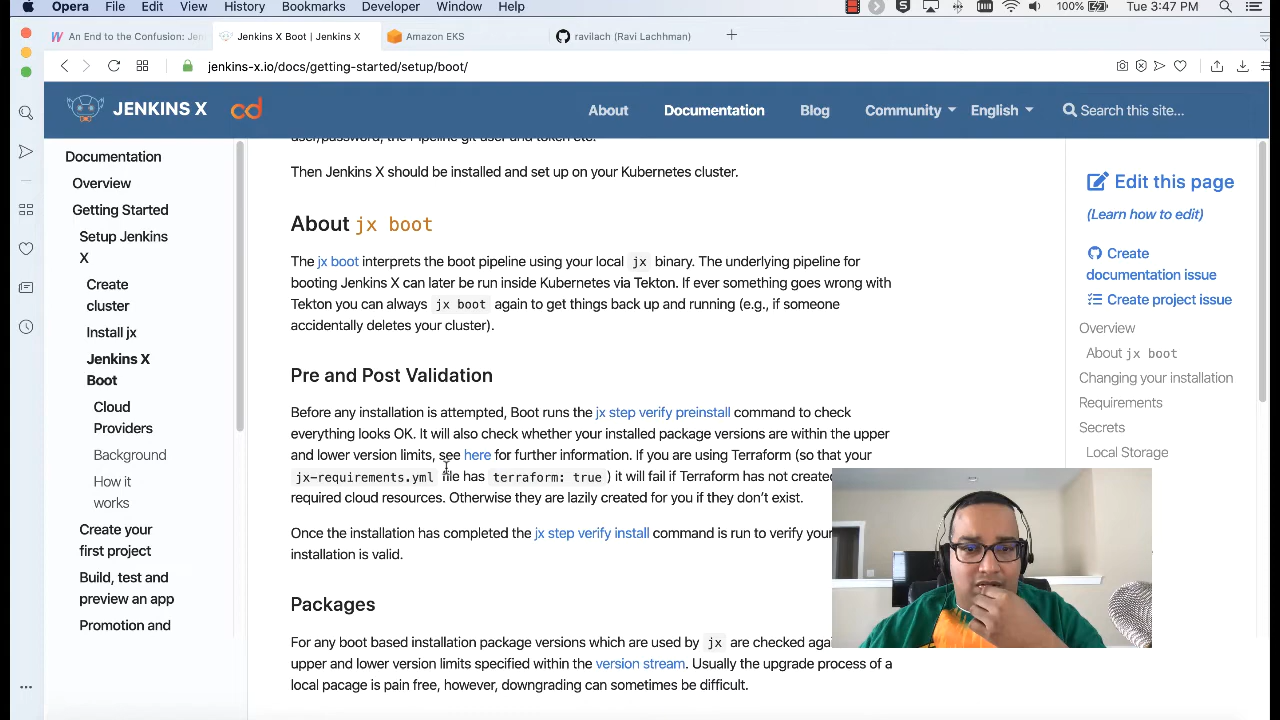 Opera File Edit View History Bookmarks Developer Window Help 100% Tue 3:47 PM
An End to the Confusion: Jen Jenkins X Boot | Jenkins X Amazon EKS ravilach (Ravi Lachhman)
jenkins-x.io/docs/getting-started/setup/boot/
JENKINS X cd About Documentation Blog Community English Search this site...
Documentation
Overview
Getting Started
Setup Jenkins
X
Create
cluster
Install jx
Jenkins X
Boot
Cloud
Providers
Background
How it
works
Create your
first project
Build, test and
preview an app
Promotion and
Then Jenkins X should be installed and set up on your Kubernetes cluster.
About jx boot
The jx boot interprets the boot pipeline using your local jx binary. The underlying pipeline for
booting Jenkins X can later be run inside Kubernetes via Tekton. If ever something goes wrong with
Tekton you can always jx boot again to get things back up and running (e.g., if someone
accidentally deletes your cluster).
Pre and Post Validation
Before any installation is attempted, Boot runs the jx step verify preinstall command to check
everything looks OK. It will also check whether your installed package versions are within the upper
and lower version limits, see here for further information. If you are using Terraform (so that your
jx-requirements.yml file has terraform: true ) it will fail if Terraform has not created
required cloud resources. Otherwise they are lazily created for you if they don't exist.
Once the installation has completed the jx step verify install command is run to verify your
installation is valid.
Packages
For any boot based installation package versions which are used by jx are checked aga
upper and lower version limits specified within the version stream. Usually the upgrade process of a
local pacage is pain free, however, downgrading can sometimes be difficult.
Edit this page
(Learn how to edit)
Create
documentation issue
Create project issue
Overview
About jx boot
Changing your installation
Requirements
Secrets
Local Storage